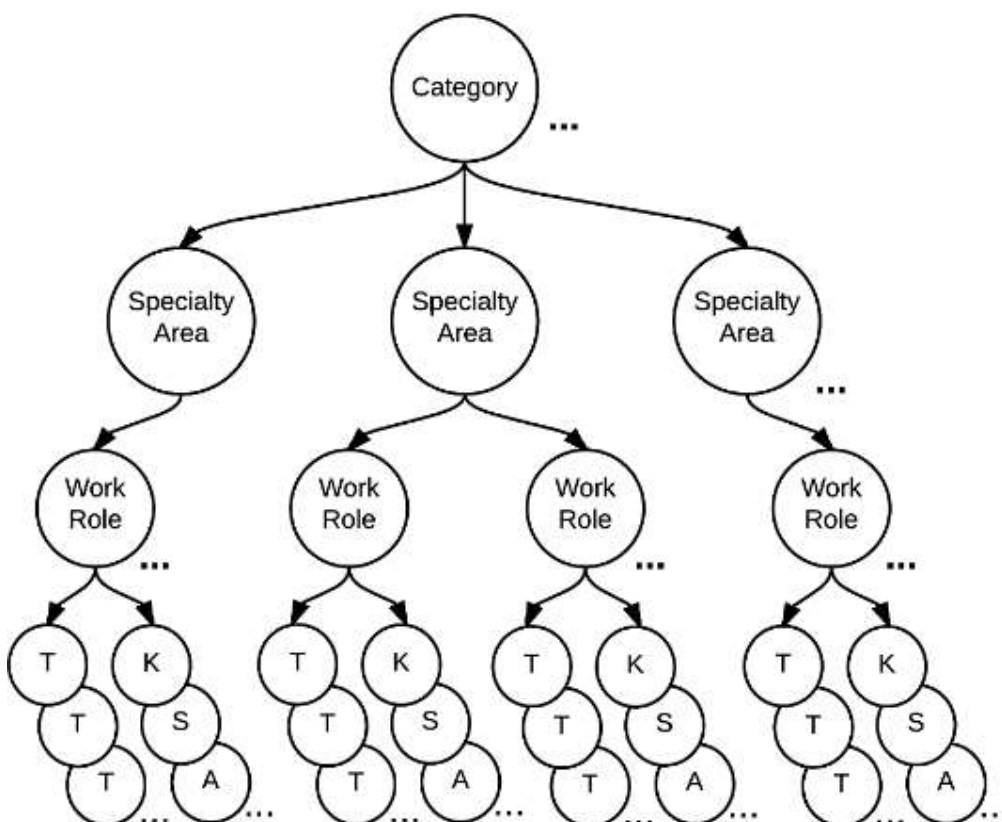 Category
...
Specialty
Area
Specialty
Area
Specialty
Area
...
Work
Role
...
Work
Role
Work
Role
...
Work
Role
...
T K T K T K T K
T S T S T S T S
T A T A T A T A
... ... ... ... ... ... ... ..